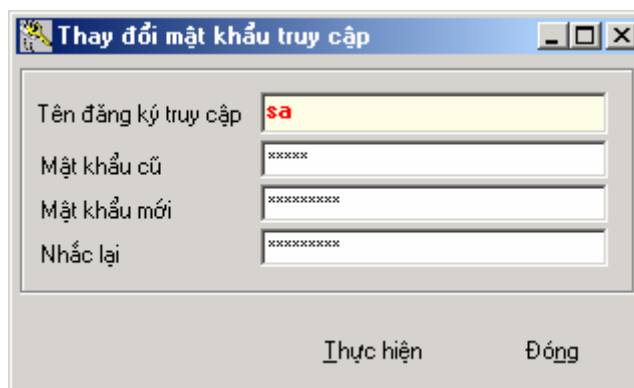 Thay đổi mật khẩu truy cập
Tên đăng ký truy cập sa
Mật khẩu cũ *****
Mật khẩu mới *********
Nhắc lại *********
Thực hiện Đóng